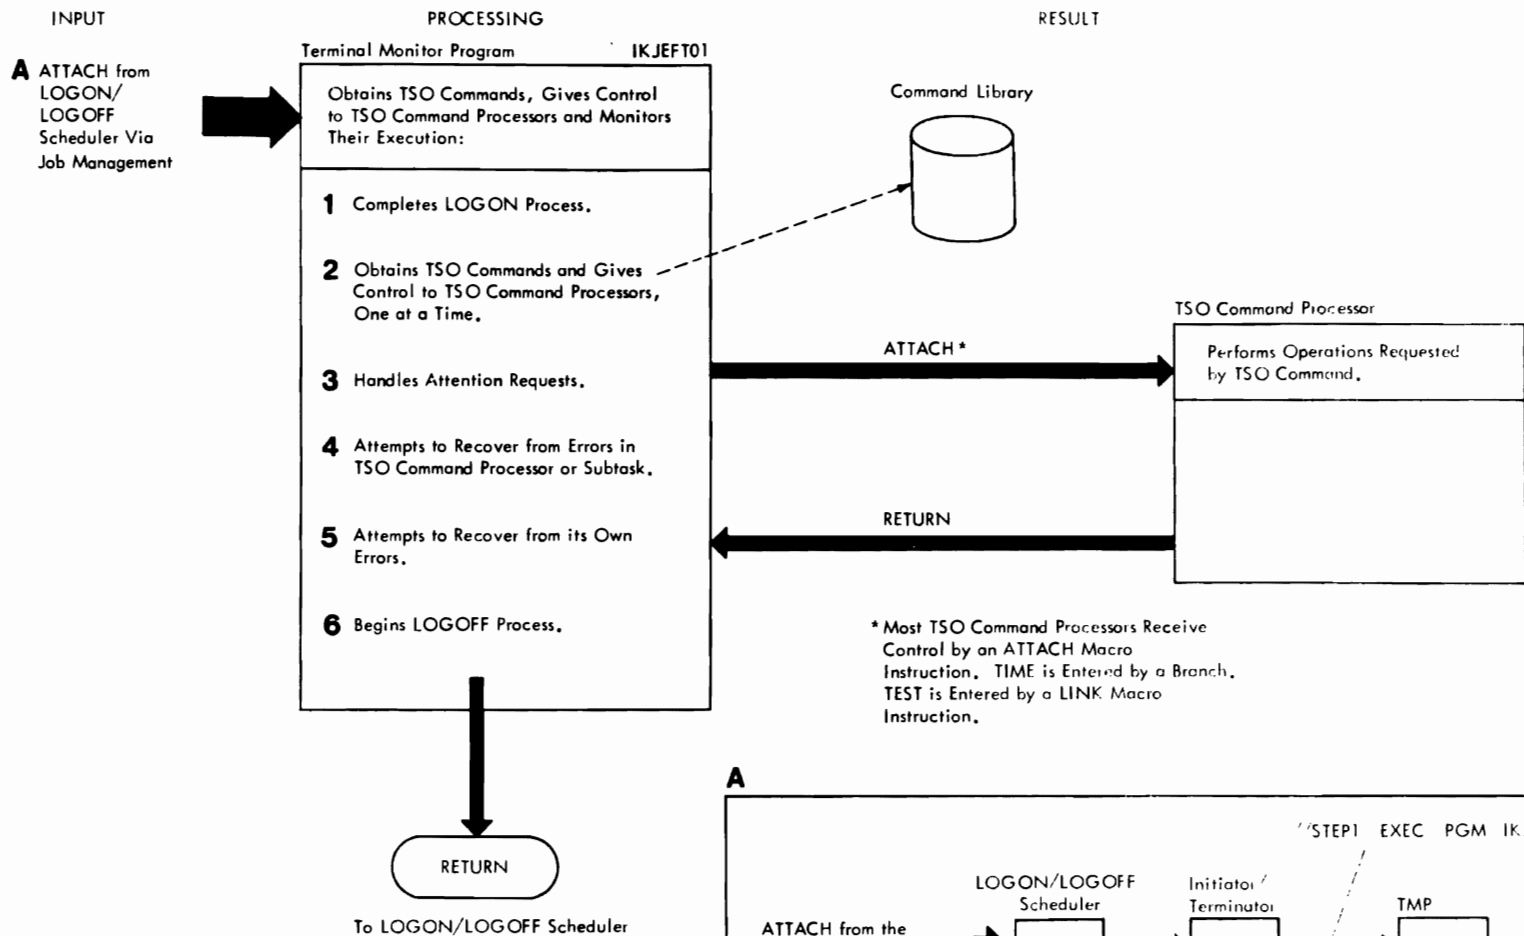 INPUT
PROCESSING
RESULT
A ATTACH from
LOGON/
LOGOFF
Scheduler Via
Job Management
Terminal Monitor Program IKJEFT01
Obtains TSO Commands, Gives Control
to TSO Command Processors and Monitors
Their Execution:
1 Completes LOGON Process.
2 Obtains TSO Commands and Gives
Control to TSO Command Processors,
One at a Time.
3 Handles Attention Requests.
4 Attempts to Recover from Errors in
TSO Command Processor or Subtask.
5 Attempts to Recover from its Own
Errors.
6 Begins LOGOFF Process.
Command Library
ATTACH *
TSO Command Processor
Performs Operations Requested
by TSO Command.
RETURN
* Most TSO Command Processors Receive
Control by an ATTACH Macro
Instruction. TIME is Entered by a Branch.
TEST is Entered by a LINK Macro
Instruction.
RETURN
To LOGON/LOGOFF Scheduler
A
//STEP1 EXEC PGM IK
LOGON/LOGOFF
Scheduler
Initiator/
Terminator
TMP
ATTACH from the